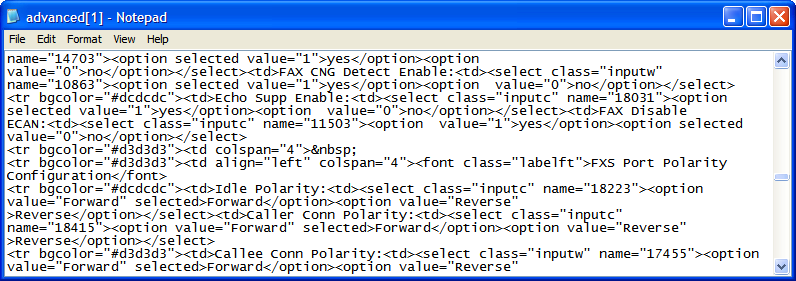 advanced[1] - Notepad
File Edit Format View Help
name="14703"><option selected value="1">yes</option><option
value="0">no</option></select><td>FAX CNG Detect Enable:<td><select class="inputw"
name="10863"><option selected value="1">yes</option><option  value="0">no</option></select>
<tr bgcolor="#dcdcdc"><td>Echo Supp Enable:<td><select class="inputc" name="18031"><option
selected value="1">yes</option><option  value="0">no</option></select><td>FAX Disable
ECAN:<td><select class="inputc" name="11503"><option  value="1">yes</option><option selected
value="0">no</option></select>
<tr bgcolor="#d3d3d3"><td colspan="4">&nbsp;
<tr bgcolor="#d3d3d3"><td align="left" colspan="4"><font class="labelft">FXS Port Polarity
Configuration</font>
<tr bgcolor="#dcdcdc"><td>Idle Polarity:<td><select class="inputc" name="18223"><option
value="Forward" selected>Forward</option><option value="Reverse"
>Reverse</option></select><td>Caller Conn Polarity:<td><select class="inputc"
name="18415"><option value="Forward" selected>Forward</option><option value="Reverse"
>Reverse</option></select>
<tr bgcolor="#d3d3d3"><td>Callee Conn Polarity:<td><select class="inputw" name="17455"><option
value="Forward" selected>Forward</option><option value="Reverse"